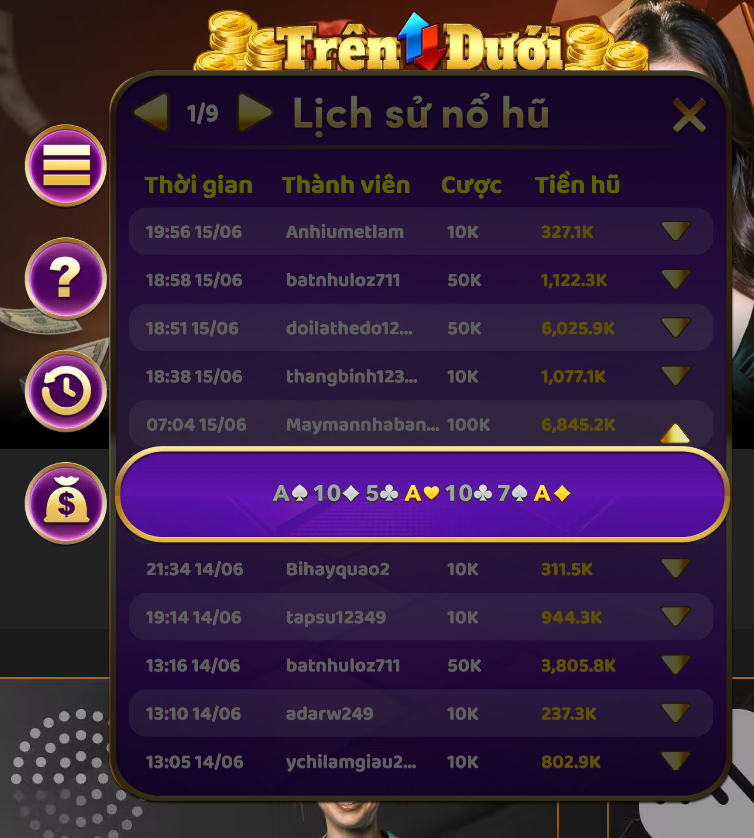 Trên Dưới
1/9 Lịch sử nổ hũ
Thời gian Thành viên Cược Tiền hũ
19:56 15/06 Anhiumetlam 10K 327.1K
18:58 15/06 batnhuloz711 50K 1,122.3K
18:51 15/06 doilathedo12... 50K 6,025.9K
18:38 15/06 thangbinh123... 10K 1,077.1K
07:04 15/06 Maymannhaban... 100K 6,845.2K
A♠ 10♦ 5♣ A♥ 10♣ 7♠ A♦
21:34 14/06 Bihayquao2 10K 311.5K
19:14 14/06 tapsu12349 10K 944.3K
13:16 14/06 batnhuloz711 50K 3,805.8K
13:10 14/06 adarw249 10K 237.3K
13:05 14/06 ychilamgiau2... 10K 802.9K